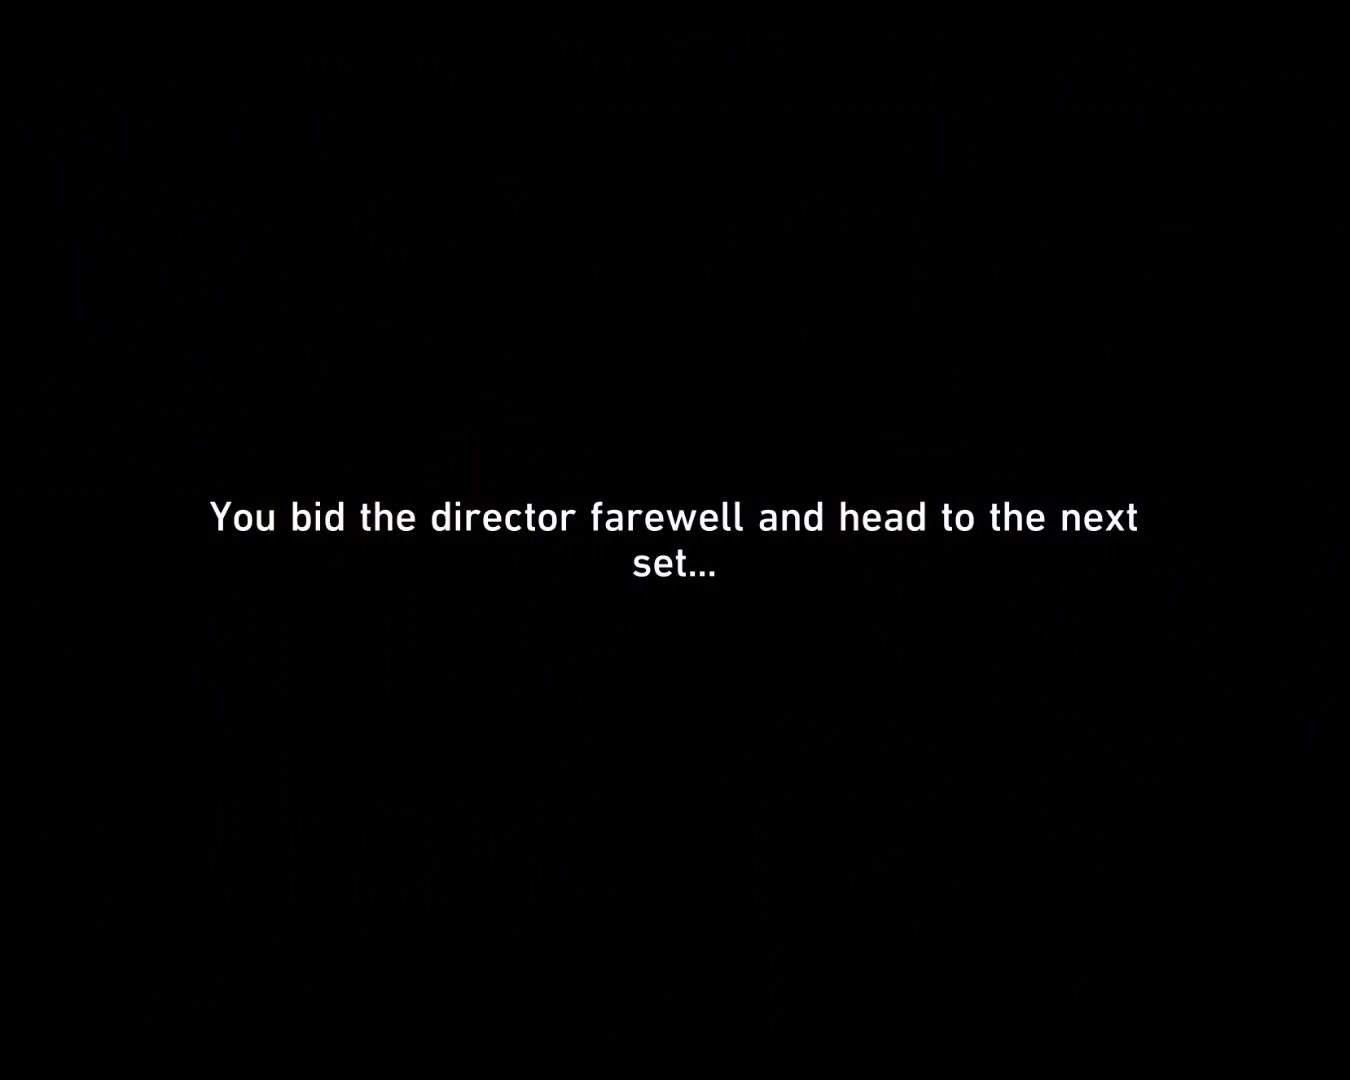 You bid the director farewell and head to the next
set...